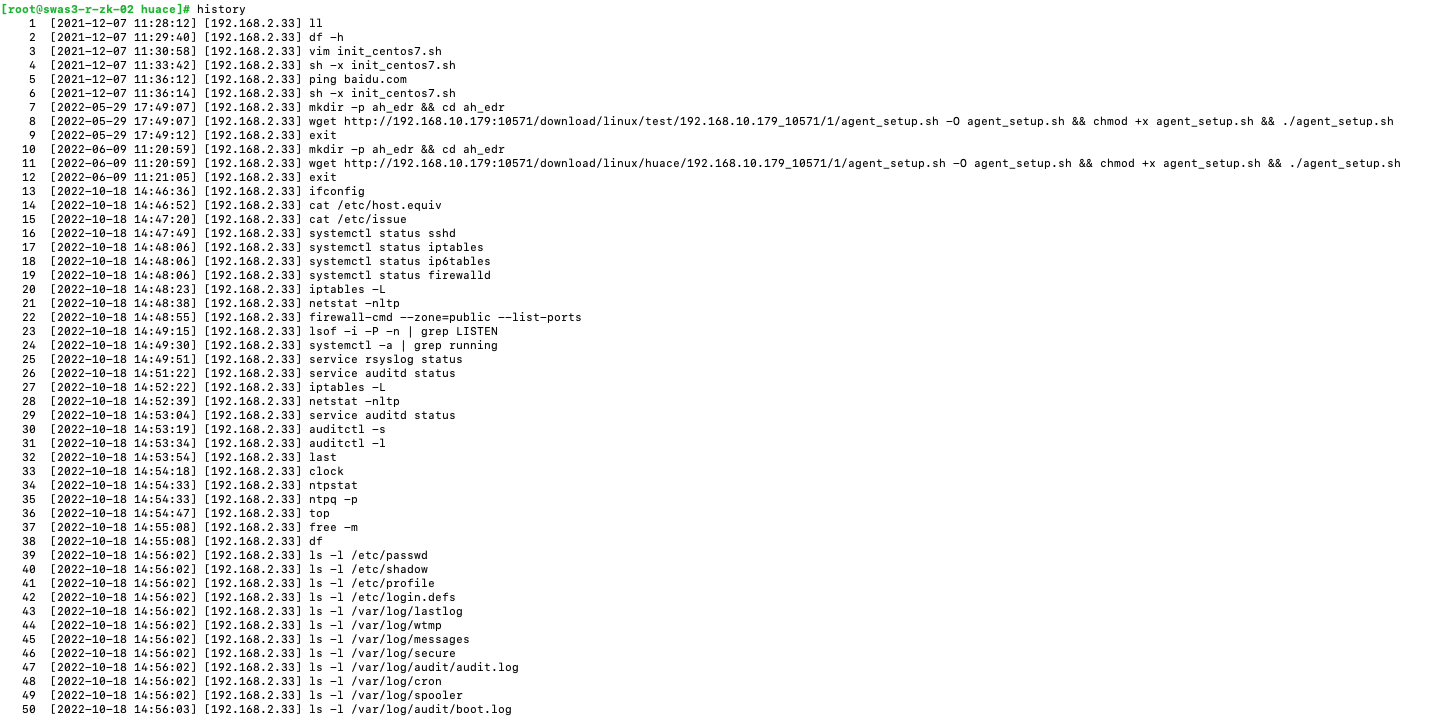 [root@swas3-r-zk-02 huace]# history
1 [2021-12-07 11:28:12] [192.168.2.33] ll
2 [2021-12-07 11:29:40] [192.168.2.33] df -h
3 [2021-12-07 11:30:58] [192.168.2.33] vim init_centos7.sh
4 [2021-12-07 11:33:42] [192.168.2.33] sh -x init_centos7.sh
5 [2021-12-07 11:36:12] [192.168.2.33] ping baidu.com
6 [2021-12-07 11:36:14] [192.168.2.33] sh -x init_centos7.sh
7 [2022-05-29 17:49:07] [192.168.2.33] mkdir -p ah_edr && cd ah_edr
8 [2022-05-29 17:49:07] [192.168.2.33] wget http://192.168.10.179:10571/download/linux/test/192.168.10.179_10571/1/agent_setup.sh -O agent_setup.sh && chmod +x agent_setup.sh && ./agent_setup.sh
9 [2022-05-29 17:49:12] [192.168.2.33] exit
10 [2022-06-09 11:20:59] [192.168.2.33] mkdir -p ah_edr && cd ah_edr
11 [2022-06-09 11:20:59] [192.168.2.33] wget http://192.168.10.179:10571/download/linux/huace/192.168.10.179_10571/1/agent_setup.sh -O agent_setup.sh && chmod +x agent_setup.sh && ./agent_setup.sh
12 [2022-06-09 11:21:05] [192.168.2.33] exit
13 [2022-10-18 14:46:36] [192.168.2.33] ifconfig
14 [2022-10-18 14:46:52] [192.168.2.33] cat /etc/host.equiv
15 [2022-10-18 14:47:20] [192.168.2.33] cat /etc/issue
16 [2022-10-18 14:47:49] [192.168.2.33] systemctl status sshd
17 [2022-10-18 14:48:06] [192.168.2.33] systemctl status iptables
18 [2022-10-18 14:48:06] [192.168.2.33] systemctl status ip6tables
19 [2022-10-18 14:48:06] [192.168.2.33] systemctl status firewalld
20 [2022-10-18 14:48:23] [192.168.2.33] iptables -L
21 [2022-10-18 14:48:38] [192.168.2.33] netstat -nltp
22 [2022-10-18 14:48:55] [192.168.2.33] firewall-cmd --zone=public --list-ports
23 [2022-10-18 14:49:15] [192.168.2.33] lsof -i -P -n | grep LISTEN
24 [2022-10-18 14:49:30] [192.168.2.33] systemctl -a | grep running
25 [2022-10-18 14:49:51] [192.168.2.33] service rsyslog status
26 [2022-10-18 14:51:22] [192.168.2.33] service auditd status
27 [2022-10-18 14:52:22] [192.168.2.33] iptables -L
28 [2022-10-18 14:52:39] [192.168.2.33] netstat -nltp
29 [2022-10-18 14:53:04] [192.168.2.33] service auditd status
30 [2022-10-18 14:53:19] [192.168.2.33] auditctl -s
31 [2022-10-18 14:53:34] [192.168.2.33] auditctl -l
32 [2022-10-18 14:53:54] [192.168.2.33] last
33 [2022-10-18 14:54:18] [192.168.2.33] clock
34 [2022-10-18 14:54:33] [192.168.2.33] ntpstat
35 [2022-10-18 14:54:33] [192.168.2.33] ntpq -p
36 [2022-10-18 14:54:47] [192.168.2.33] top
37 [2022-10-18 14:55:08] [192.168.2.33] free -m
38 [2022-10-18 14:55:08] [192.168.2.33] df
39 [2022-10-18 14:56:02] [192.168.2.33] ls -l /etc/passwd
40 [2022-10-18 14:56:02] [192.168.2.33] ls -l /etc/shadow
41 [2022-10-18 14:56:02] [192.168.2.33] ls -l /etc/profile
42 [2022-10-18 14:56:02] [192.168.2.33] ls -l /etc/login.defs
43 [2022-10-18 14:56:02] [192.168.2.33] ls -l /var/log/lastlog
44 [2022-10-18 14:56:02] [192.168.2.33] ls -l /var/log/wtmp
45 [2022-10-18 14:56:02] [192.168.2.33] ls -l /var/log/messages
46 [2022-10-18 14:56:02] [192.168.2.33] ls -l /var/log/secure
47 [2022-10-18 14:56:02] [192.168.2.33] ls -l /var/log/audit/audit.log
48 [2022-10-18 14:56:02] [192.168.2.33] ls -l /var/log/cron
49 [2022-10-18 14:56:02] [192.168.2.33] ls -l /var/log/spooler
50 [2022-10-18 14:56:03] [192.168.2.33] ls -l /var/log/audit/boot.log